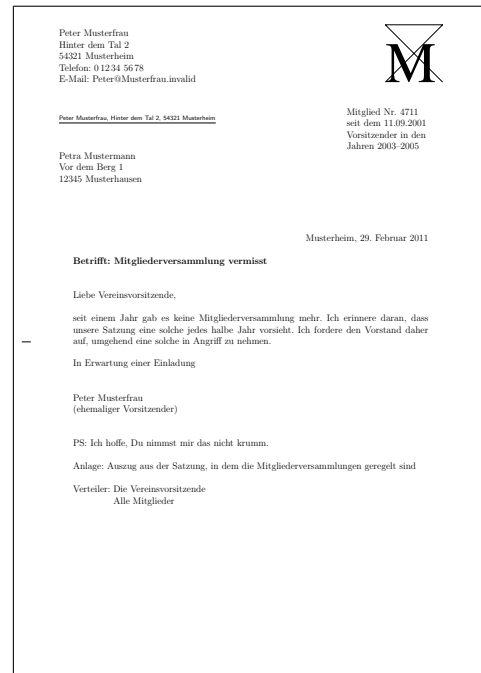 Peter Musterfrau
Hinter dem Tal 2
54321 Musterheim
Telefon: 0 12 34 56 78
E-Mail: Peter@Musterfrau.invalid
M
Peter Musterfrau, Hinter dem Tal 2, 54321 Musterheim
Mitglied Nr. 4711
seit dem 11.09.2001
Vorsitzender in den
Jahren 2003–2005
Petra Mustermann
Vor dem Berg 1
12345 Musterhausen
Musterheim, 29. Februar 2011
Betrifft: Mitgliederversammlung vermisst
Liebe Vereinsvorsitzende,
seit einem Jahr gab es keine Mitgliederversammlung mehr. Ich erinnere daran, dass
unsere Satzung eine solche jedes halbe Jahr vorsieht. Ich fordere den Vorstand daher
auf, umgehend eine solche in Angriff zu nehmen.
In Erwartung einer Einladung
Peter Musterfrau
(ehemaliger Vorsitzender)
PS: Ich hoffe, Du nimmst mir das nicht krumm.
Anlage: Auszug aus der Satzung, in dem die Mitgliederversammlungen geregelt sind
Verteiler: Die Vereinsvorsitzende
Alle Mitglieder